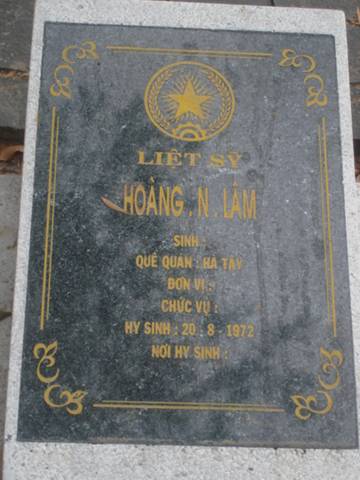 LIỆT SỸ
HOÀNG . N . LÂM
SINH :
QUÊ QUÁN : HÀ TÂY
ĐƠN VỊ :
CHỨC VỤ :
HY SINH : 20 . 8 - 1972
NƠI HY SINH :